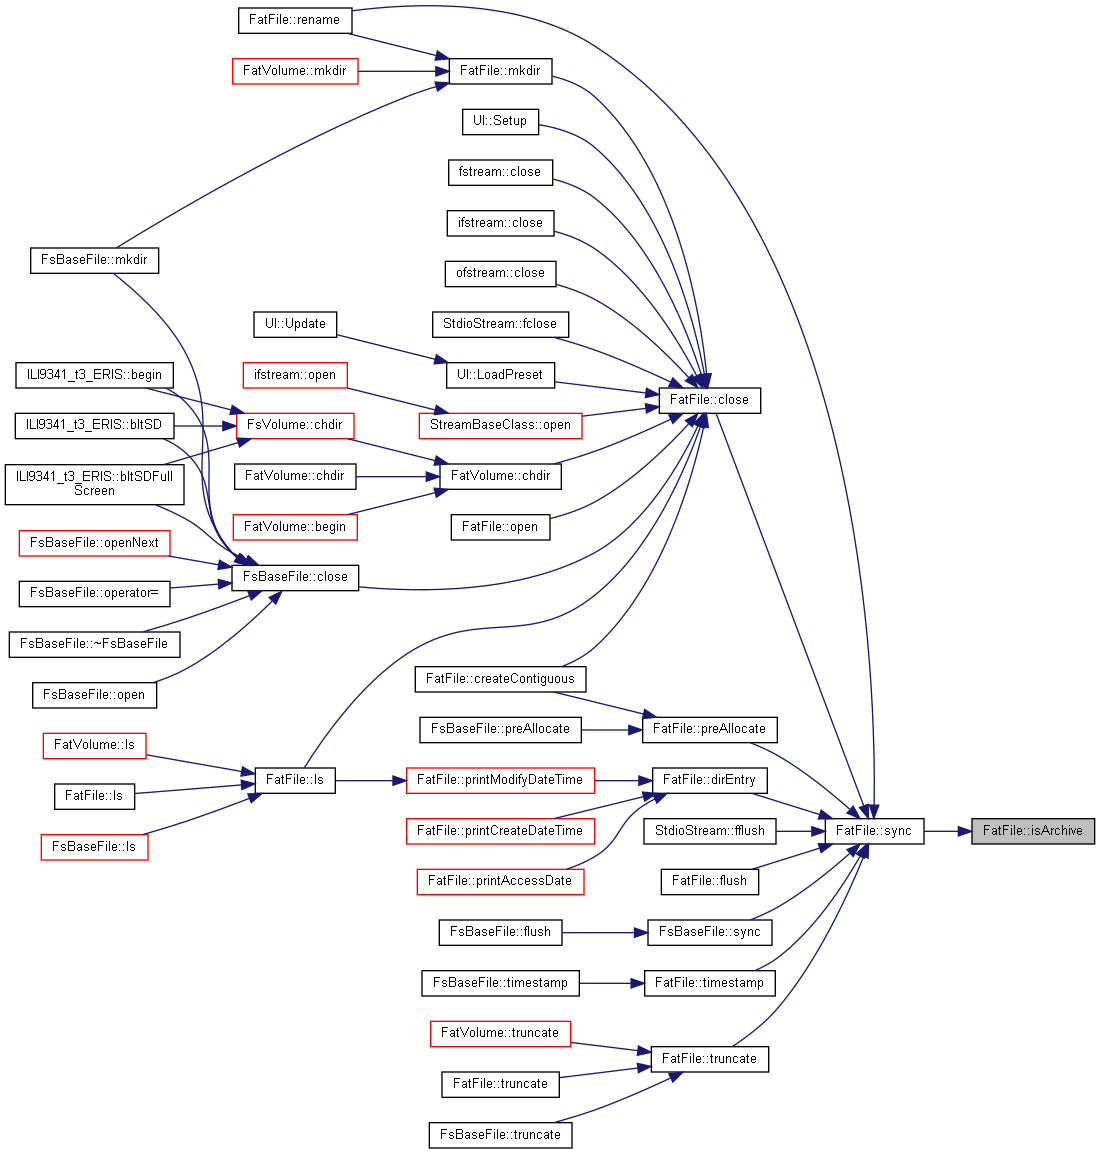 FatFile::rename
FatVolume::mkdir
FatFile::mkdir
UI::Setup
fstream::close
ifstream::close
FsBaseFile::mkdir
ofstream::close
UI::Update
StdioStream::fclose
ILI9341_t3_ERIS::begin
ifstream::open
UI::LoadPreset
FatFile::close
ILI9341_t3_ERIS::bltSD
FsVolume::chdir
StreamBaseClass::open
ILI9341_t3_ERIS::bltSDFull
Screen
FatVolume::chdir
FatVolume::chdir
FatVolume::begin
FatFile::open
FsBaseFile::openNext
FsBaseFile::close
FsBaseFile::operator=
FsBaseFile::~FsBaseFile
FsBaseFile::open
FatFile::createContiguous
FsBaseFile::preAllocate
FatFile::preAllocate
FatVolume::ls
FatFile::ls
FatFile::ls
FsBaseFile::ls
FatFile::printModifyDateTime
FatFile::dirEntry
FatFile::printCreateDateTime
StdioStream::fflush
FatFile::sync
FatFile::isArchive
FatFile::printAccessDate
FatFile::flush
FsBaseFile::flush
FsBaseFile::sync
FsBaseFile::timestamp
FatFile::timestamp
FatVolume::truncate
FatFile::truncate
FatFile::truncate
FsBaseFile::truncate